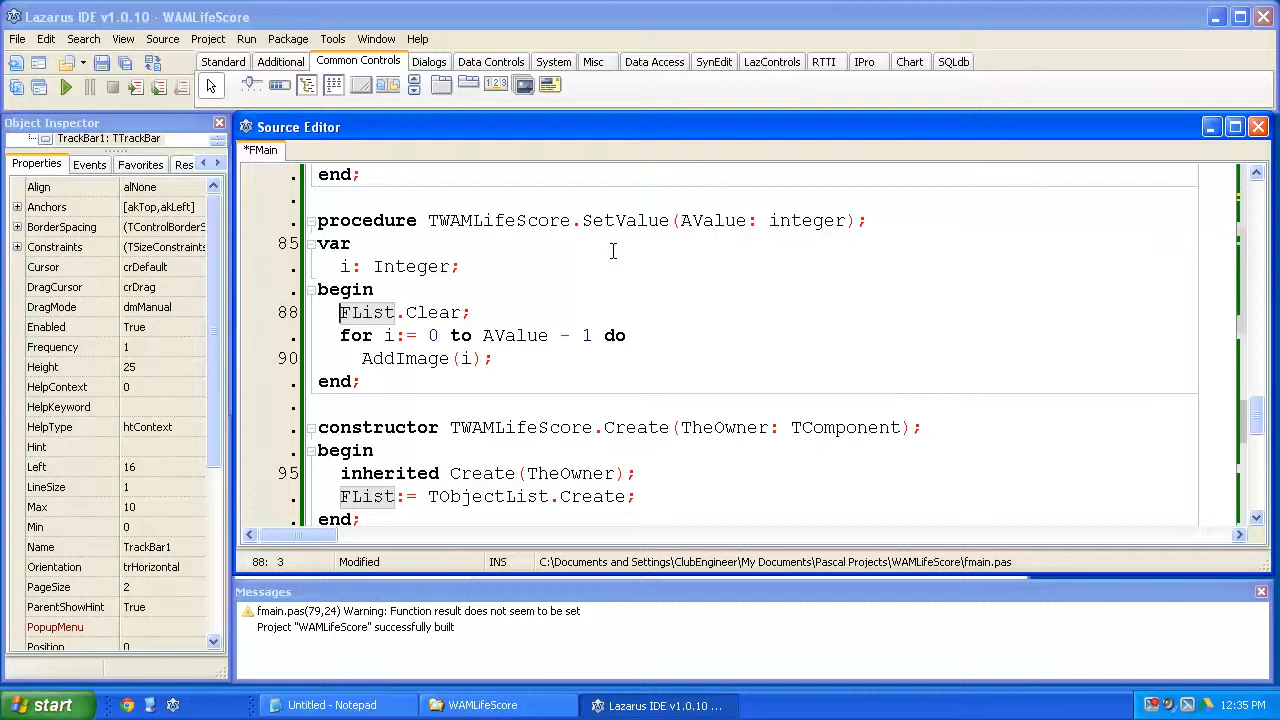 Lazarus IDE v1.0.10 - WAMLifeScore
File Edit Search View Source Project Run Package Tools Window Help
Standard Additional Common Controls Dialogs Data Controls System Misc Data Access SynEdit LazControls RTTI IPro Chart SQLdb
Object Inspector
TrackBar1: TTrackBar
Properties Events Favorites Res
Align alNone
Anchors [akTop,akLeft]
BorderSpacing (TControlBorderS
Constraints (TSizeConstraints
Cursor crDefault
DragCursor crDrag
DragMode dmManual
Enabled True
Frequency 1
Height 25
HelpContext 0
HelpKeyword
HelpType htContext
Hint
Left 16
LineSize 1
Max 10
Min 0
Name TrackBar1
Orientation trHorizontal
PageSize 2
ParentShowHint True
PopupMenu
Position 0
Source Editor
*FMain
. end;
.
. procedure TWAMLifeScore.SetValue(AValue: integer);
85 var
. i: Integer;
. begin
88 FList.Clear;
. for i:= 0 to AValue - 1 do
90 AddImage(i);
. end;
.
. constructor TWAMLifeScore.Create(TheOwner: TComponent);
. begin
95 inherited Create(TheOwner);
. FList:= TObjectList.Create;
. end;
88: 3 Modified INS C:\Documents and Settings\ClubEngineer\My Documents\Pascal Projects\WAMLifeScore\fmain.pas
Messages
fmain.pas(79,24) Warning: Function result does not seem to be set
Project "WAMLifeScore" successfully built
start Untitled - Notepad WAMLifeScore Lazarus IDE v1.0.10 ... 12:35 PM